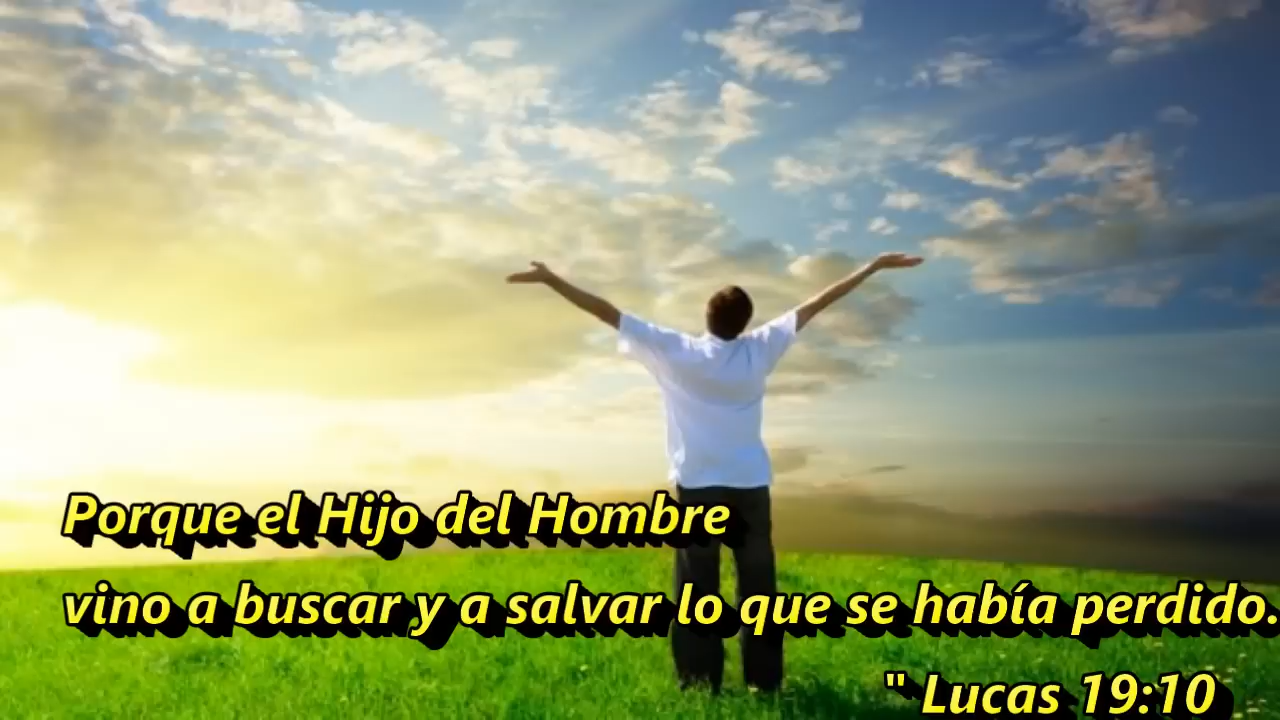 Porque el Hijo del Hombre
vino a buscar y a salvar lo que se había perdido.
" Lucas 19:10